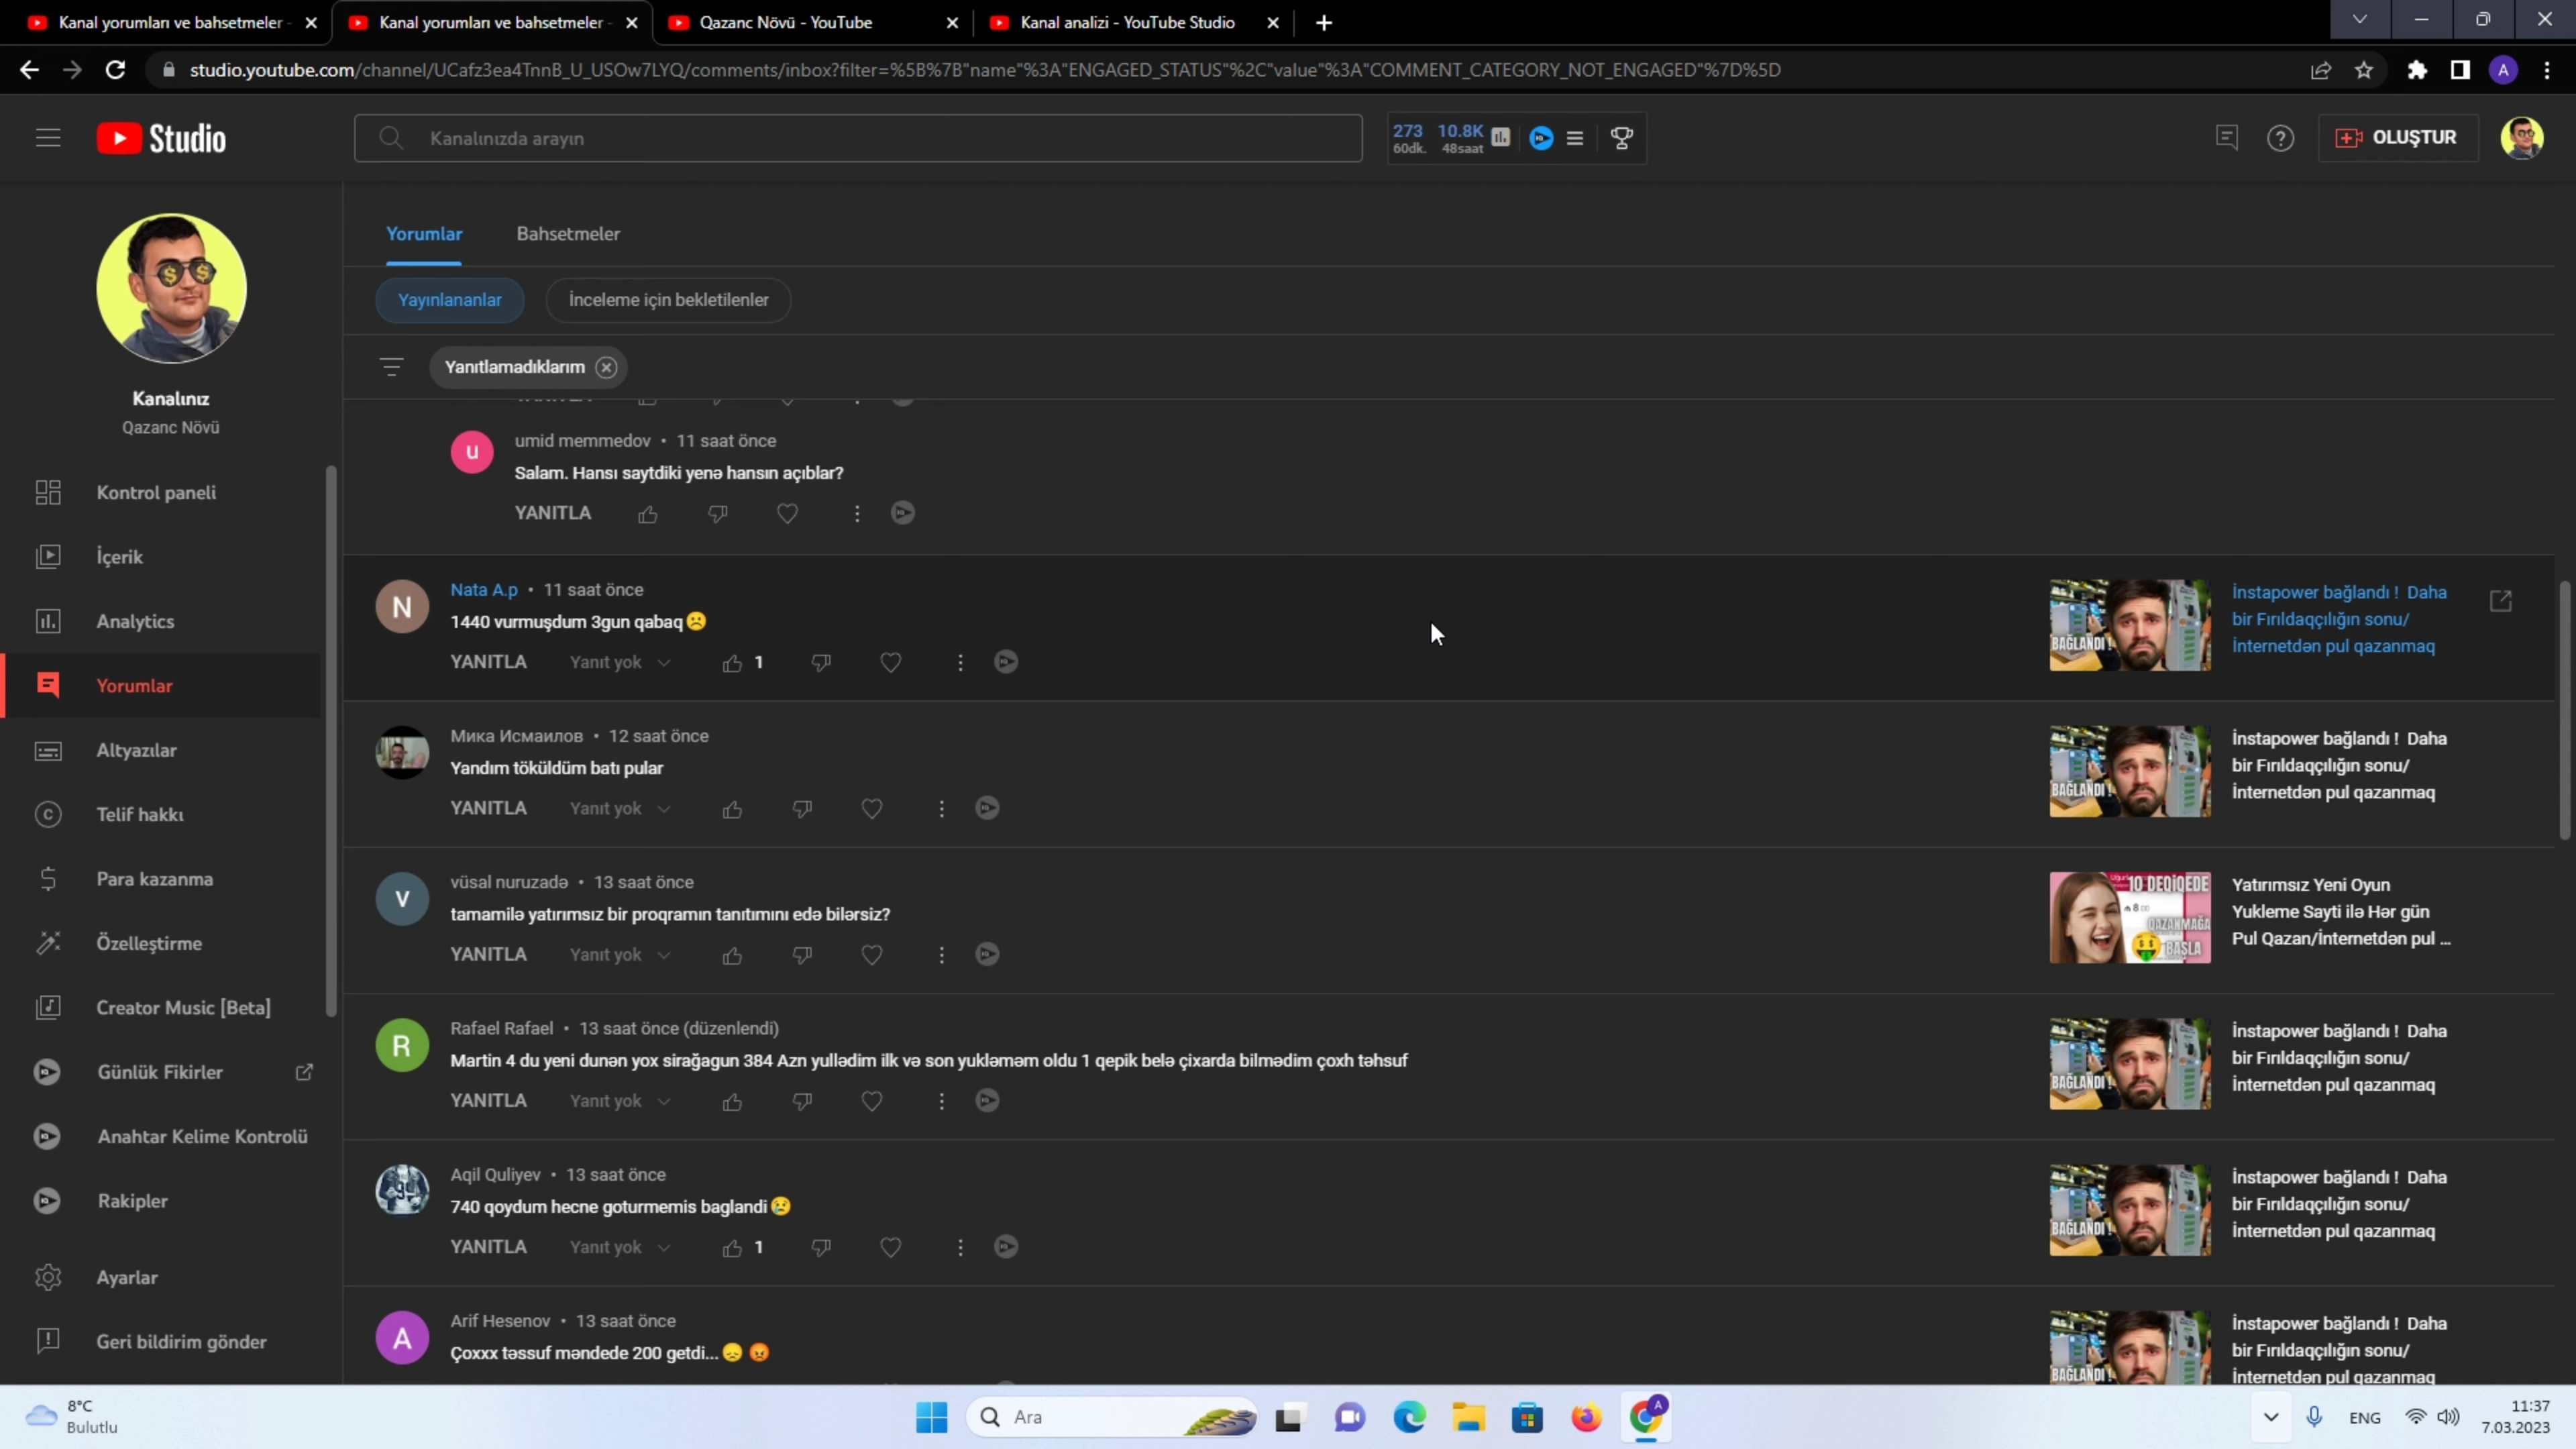 Kanal yorumları ve bahsetmeler -
Kanal yorumları ve bahsetmeler -
Qazanc Növü - YouTube
Kanal analizi - YouTube Studio
studio.youtube.com/channel/UCafz3ea4TnnB_U_USOw7LYQ/comments/inbox?filter=%5B%7B"name"%3A"ENGAGED_STATUS"%2C"value"%3A"COMMENT_CATEGORY_NOT_ENGAGED"%7D%5D
A
Studio
Kanalınızda arayın
273 10.8K
60dk. 48saat
OLUŞTUR
Kanalınız
Qazanc Növü
Kontrol paneli
İçerik
Analytics
Yorumlar
Altyazılar
Telif hakkı
Para kazanma
Özelleştirme
Creator Music [Beta]
Günlük Fikirler
Anahtar Kelime Kontrolü
Rakipler
Ayarlar
Geri bildirim gönder
Yorumlar
Bahsetmeler
Yayınlananlar
İnceleme için bekletilenler
Yanıtlamadıklarım
u
umid memmedov • 11 saat önce
Salam. Hansı saytdiki yenə hansın açıblar?
YANITLA
N
Nata A.p • 11 saat önce
1440 vurmuşdum 3gun qabaq☹️
YANITLA Yanıt yok 1
BAĞLANDI !
İnstapower bağlandı ! Daha
bir Fırıldaqçılığın sonu/
İnternetdən pul qazanmaq
Мика Исмаилов • 12 saat önce
Yandım töküldüm batı pular
YANITLA Yanıt yok
BAĞLANDI !
İnstapower bağlandı ! Daha
bir Fırıldaqçılığın sonu/
İnternetdən pul qazanmaq
V
vüsal nuruzadə • 13 saat önce
tamamilə yatırımsız bir proqramın tanıtımını edə bilərsiz?
YANITLA Yanıt yok
10 DEQİQEDE
8.00
QAZANMAĞA
BAŞLA
Yatırımsız Yeni Oyun
Yukleme Sayti ilə Hər gün
Pul Qazan/İnternetdən pul ...
R
Rafael Rafael • 13 saat önce (düzenlendi)
Martin 4 du yeni dunən yox sirağagun 384 Azn yullədim ilk və son yukləməm oldu 1 qepik belə çixarda bilmədim çoxh təhsuf
YANITLA Yanıt yok
BAĞLANDI !
İnstapower bağlandı ! Daha
bir Fırıldaqçılığın sonu/
İnternetdən pul qazanmaq
Aqil Quliyev • 13 saat önce
740 qoydum hecne goturmemis baglandi😢
YANITLA Yanıt yok 1
BAĞLANDI !
İnstapower bağlandı ! Daha
bir Fırıldaqçılığın sonu/
İnternetdən pul qazanmaq
A
Arif Hesenov • 13 saat önce
Çoxxx təssuf məndede 200 getdi...😞😡
BAĞLANDI !
İnstapower bağlandı ! Daha
bir Fırıldaqçılığın sonu/
İnternetdən pul qazanmaq
8°C
Bulutlu
Ara
A
ENG
11:37
7.03.2023